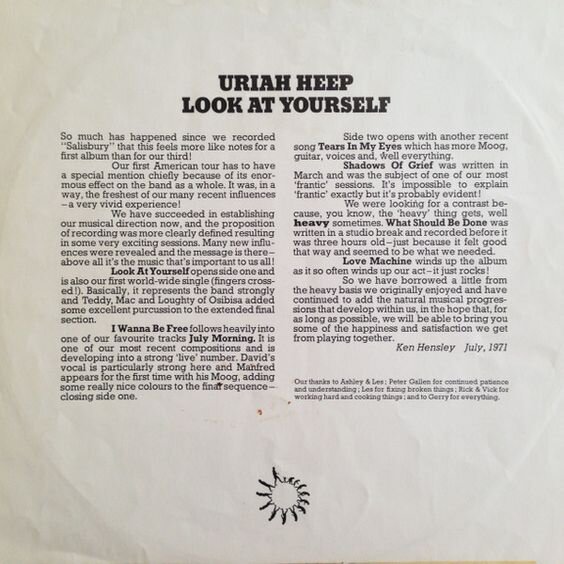 URIAH HEEP
LOOK AT YOURSELF
So much has happened since we recorded
"Salisbury" that this feels more like notes for a
first album than for our third!
Our first American tour has to have
a special mention chiefly because of its enor-
mous effect on the band as a whole. It was, in a
way, the freshest of our many recent influences
–a very vivid experience!
We have succeeded in establishing
our musical direction now, and the proposition
of recording was more clearly defined resulting
in some very exciting sessions. Many new influ-
ences were revealed and the message is there–
above all it's the music that's important to us all!
Look At Yourself opens side one and
is also our first world-wide single (fingers cross-
ed!). Basically, it represents the band strongly
and Teddy, Mac and Loughty of Osibisa added
some excellent purcussion to the extended final
section.
I Wanna Be Free follows heavily into
one of our favourite tracks July Morning. It is
one of our most recent compositions and is
developing into a strong 'live' number. David's
vocal is particularly strong here and Manfred
appears for the first time with his Moog, adding
some really nice colours to the final sequence–
closing side one.
Side two opens with another recent
song Tears In My Eyes which has more Moog,
guitar, voices and, well everything.
Shadows Of Grief was written in
March and was the subject of one of our most
'frantic' sessions. It's impossible to explain
'frantic' exactly but it's probably evident!
We were looking for a contrast be-
cause, you know, the 'heavy' thing gets, well
heavy sometimes. What Should Be Done was
written in a studio break and recorded before it
was three hours old–just because it felt good
that way and seemed to be what we needed.
Love Machine winds up the album
as it so often winds up our act–it just rocks!
So we have borrowed a little from
the heavy basis we originally enjoyed and have
continued to add the natural musical progres-
sions that develop within us, in the hope that, for
as long as possible, we will be able to bring you
some of the happiness and satisfaction we get
from playing together.
Ken Hensley July, 1971
Our thanks to Ashley & Les; Peter Gallen for continued patience
and understanding; Les for fixing broken things; Rick & Vick for
working hard and cooking things; and to Gerry for everything.